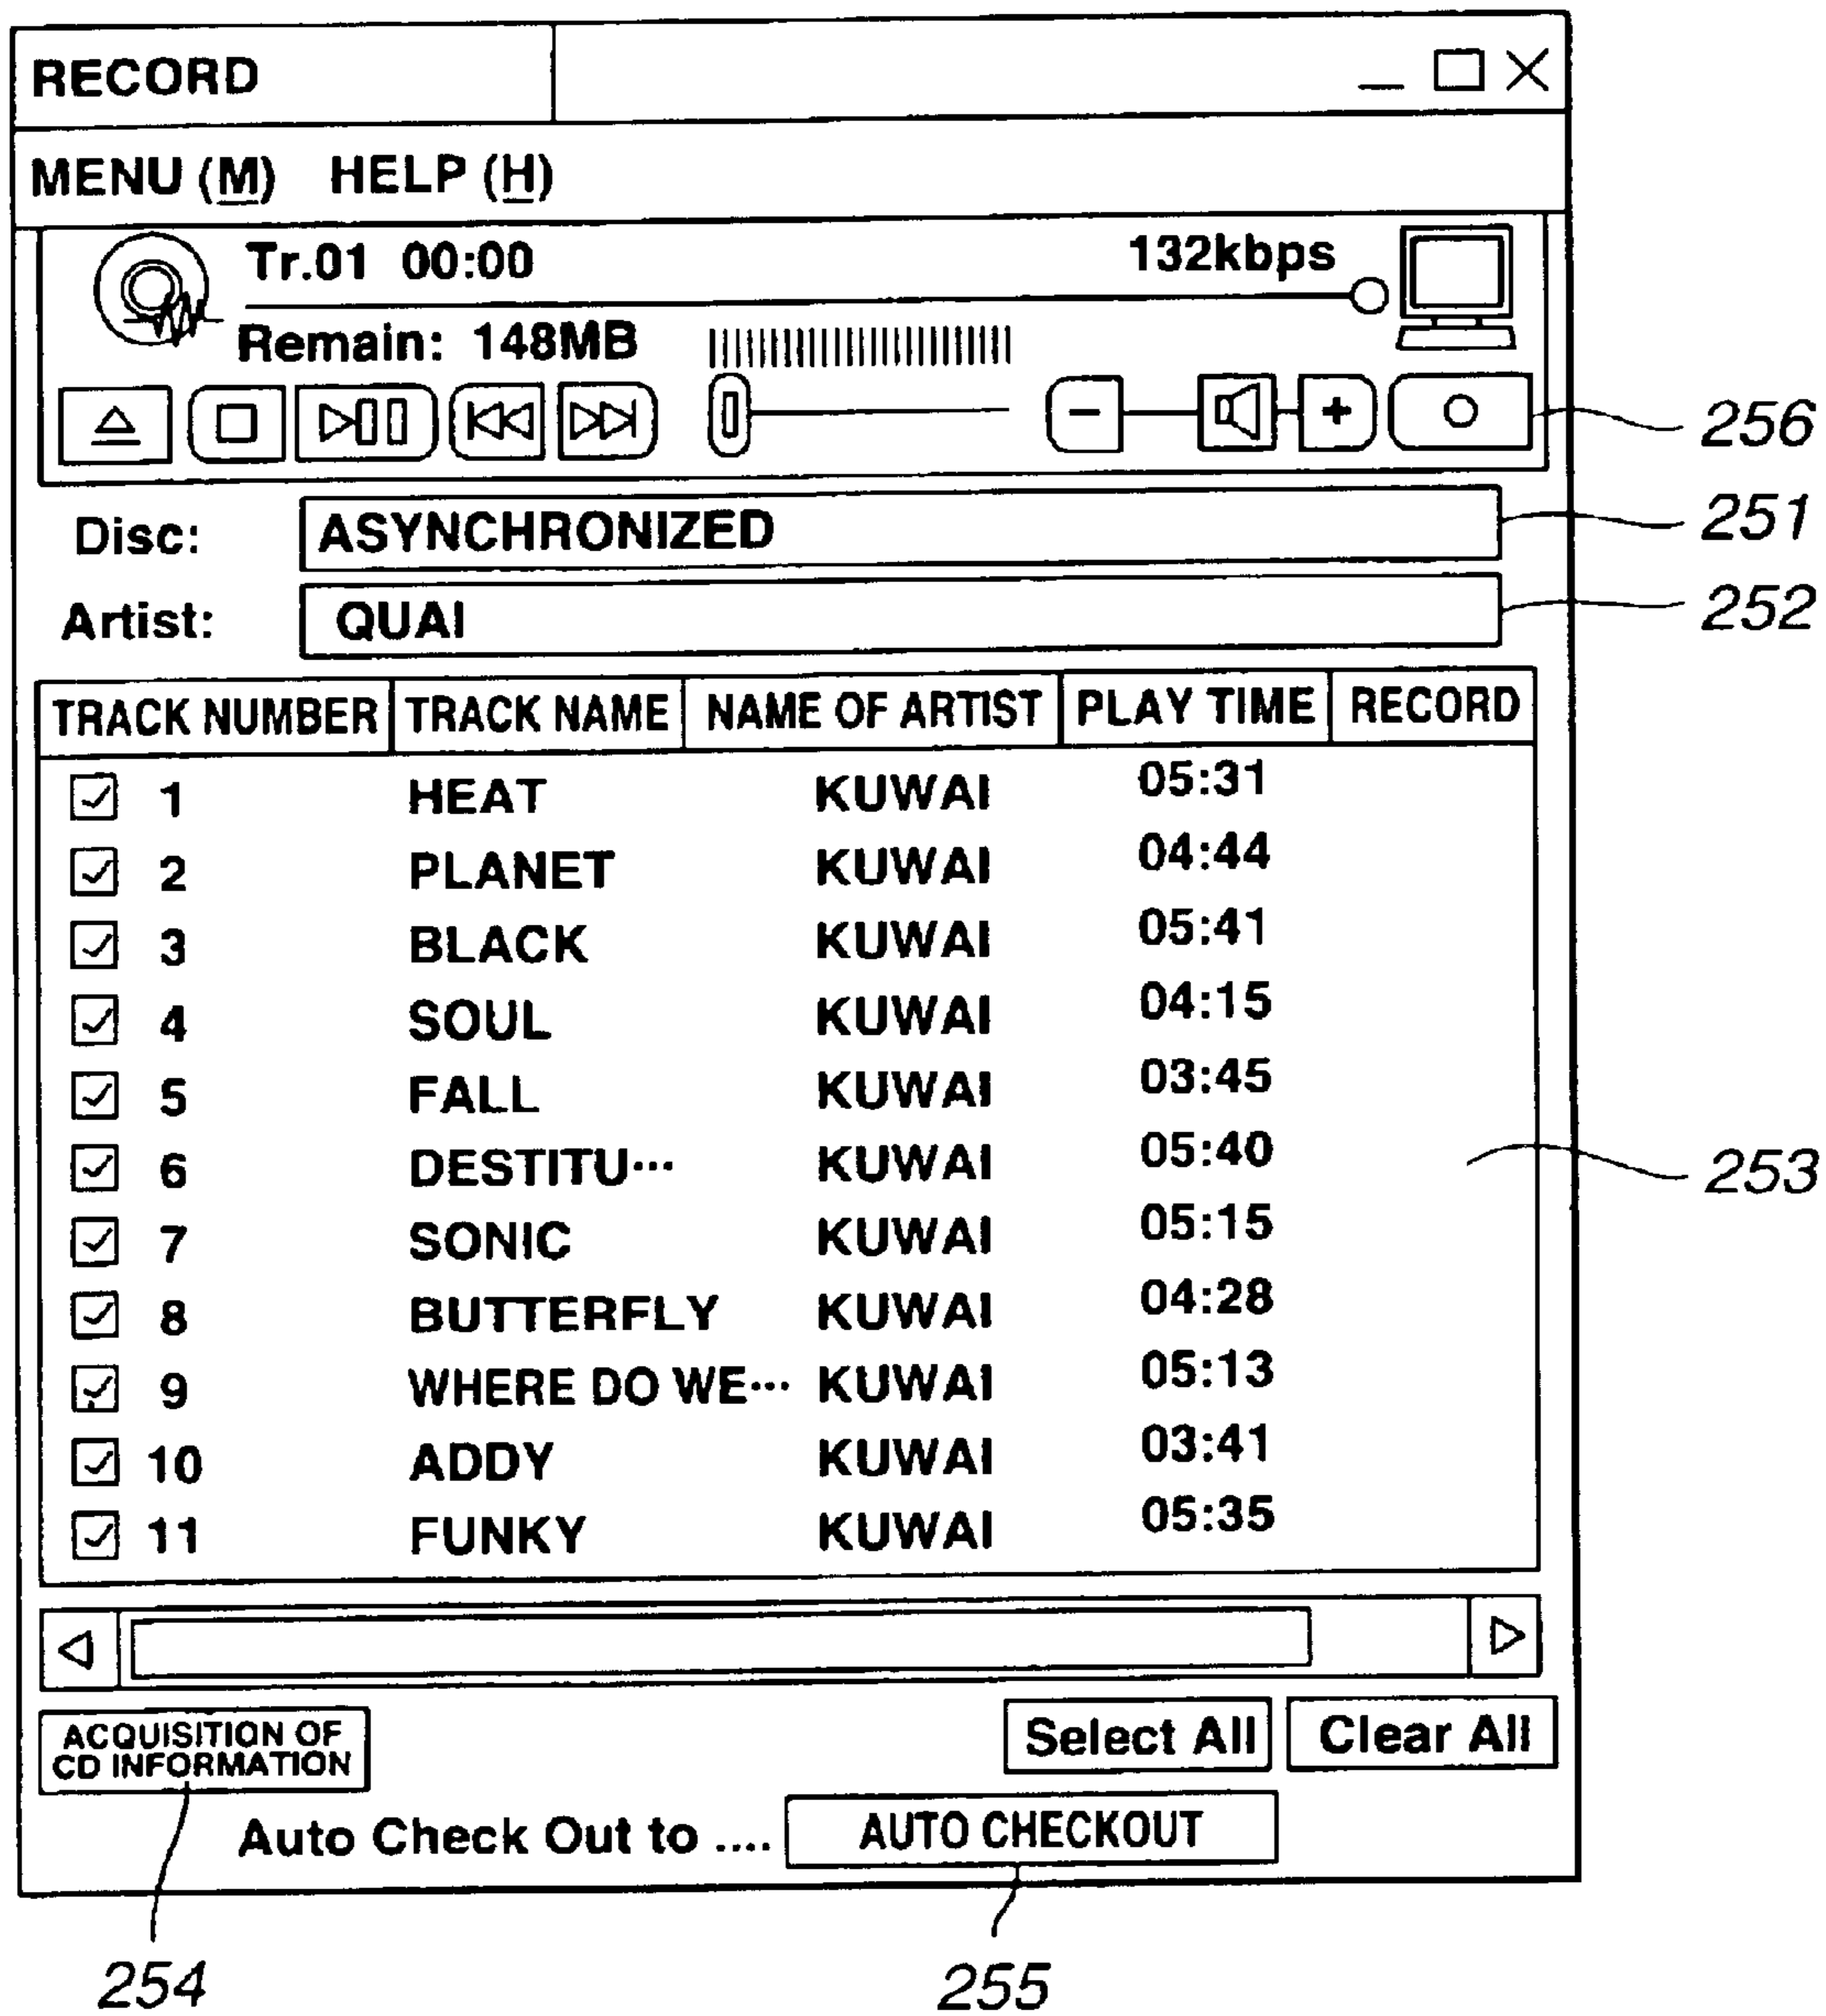 RECORD
MENU (M) HELP (H)
Tr.01 00:00 132kbps
Remain: 148MB
256
Disc: ASYNCHRONIZED 251
Artist: QUAI 252
TRACK NUMBER TRACK NAME NAME OF ARTIST PLAY TIME RECORD
1 HEAT KUWAI 05:31
2 PLANET KUWAI 04:44
3 BLACK KUWAI 05:41
4 SOUL KUWAI 04:15
5 FALL KUWAI 03:45
6 DESTITU··· KUWAI 05:40
253
7 SONIC KUWAI 05:15
8 BUTTERFLY KUWAI 04:28
9 WHERE DO WE··· KUWAI 05:13
10 ADDY KUWAI 03:41
11 FUNKY KUWAI 05:35
ACQUISITION OF
CD INFORMATION
Select All Clear All
Auto Check Out to .... AUTO CHECKOUT
254 255